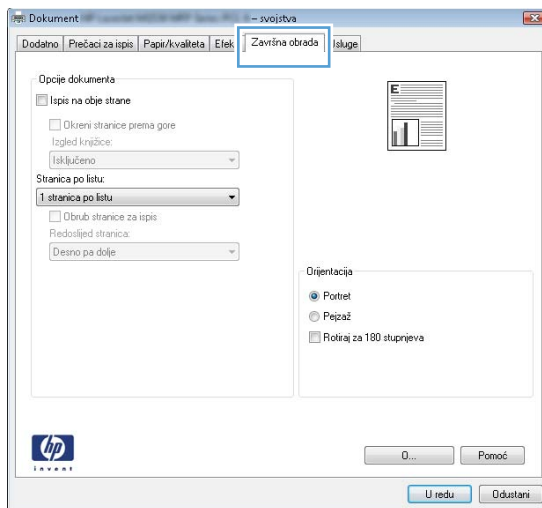 Dokument – svojstva
Dodatno Prečaci za ispis Papir/kvaliteta Efek Završna obrada sluge
Opcije dokumenta
Ispis na obje strane
Okreni stranice prema gore
Izgled knjižice:
Isključeno
Stranica po listu:
1 stranica po listu
Obrub stranice za ispis
Redoslijed stranica:
Desno pa dolje
E
Orijentacija
Portret
Pejzaž
Rotiraj za 180 stupnjeva
hp
invent
O... Pomoć
U redu Odustani